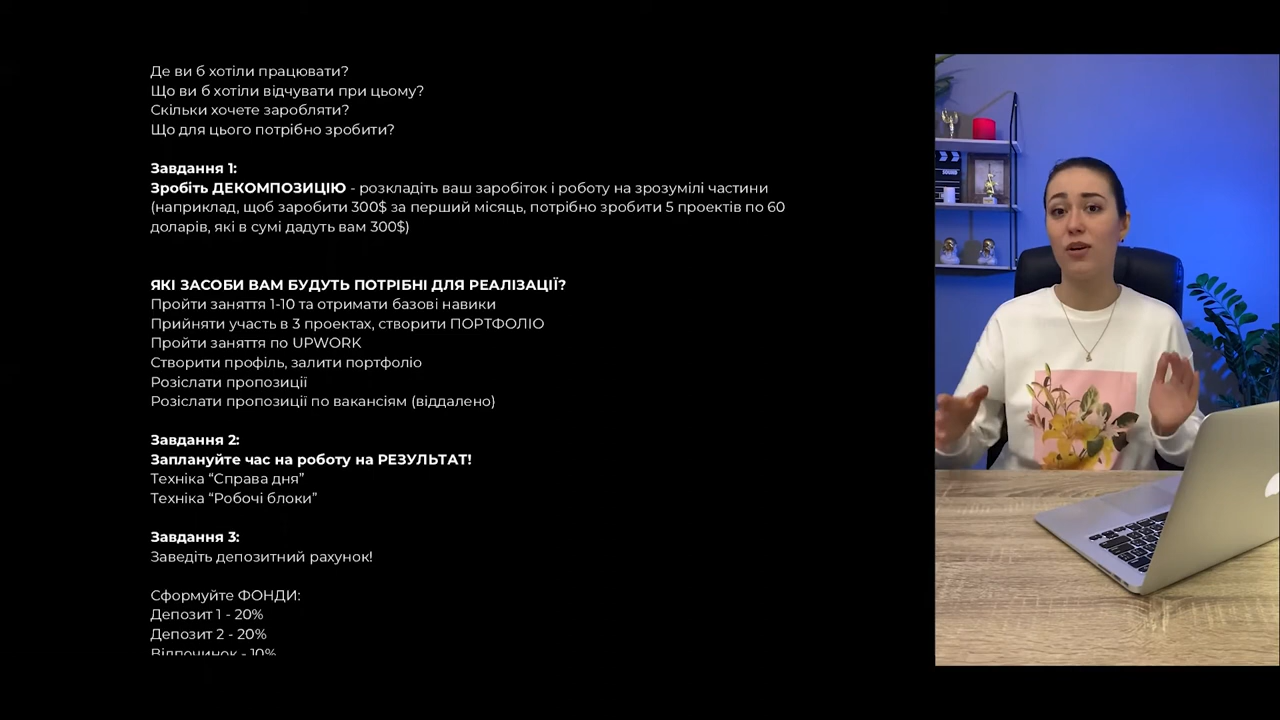 Де ви б хотіли працювати?
Що ви б хотіли відчувати при цьому?
Скільки хочете заробляти?
Що для цього потрібно зробити?
Завдання 1:
Зробіть ДЕКОМПОЗИЦІЮ - розкладіть ваш заробіток і роботу на зрозумілі частини
(наприклад, щоб заробити 300$ за перший місяць, потрібно зробити 5 проектів по 60
доларів, які в сумі дадуть вам 300$)
ЯКІ ЗАСОБИ ВАМ БУДУТЬ ПОТРІБНІ ДЛЯ РЕАЛІЗАЦІЇ?
Пройти заняття 1-10 та отримати базові навики
Прийняти участь в 3 проектах, створити ПОРТФОЛІО
Пройти заняття по UPWORK
Створити профіль, залити портфоліо
Розіслати пропозиції
Розіслати пропозиції по вакансіям (віддалено)
Завдання 2:
Заплануйте час на роботу на РЕЗУЛЬТАТ!
Техніка “Справа дня”
Техніка “Робочі блоки”
Завдання 3:
Заведіть депозитний рахунок!
Сформуйте ФОНДИ:
Депозит 1 - 20%
Депозит 2 - 20%
Відпочинок - 10%